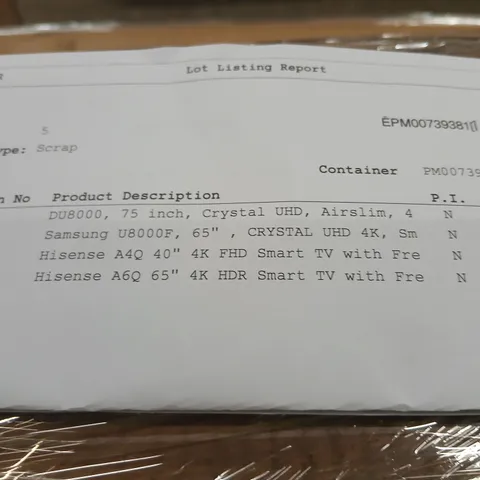 Lot Listing Report
EPM00739381
5
ype: Scrap
Container PM00739
n No Product Description P.I.
DU8000, 75 inch, Crystal UHD, Airslim, 4 N
Samsung U8000F, 65" , CRYSTAL UHD 4K, Sm N
Hisense A4Q 40" 4K FHD Smart TV with Fre N
Hisense A6Q 65" 4K HDR Smart TV with Fre N